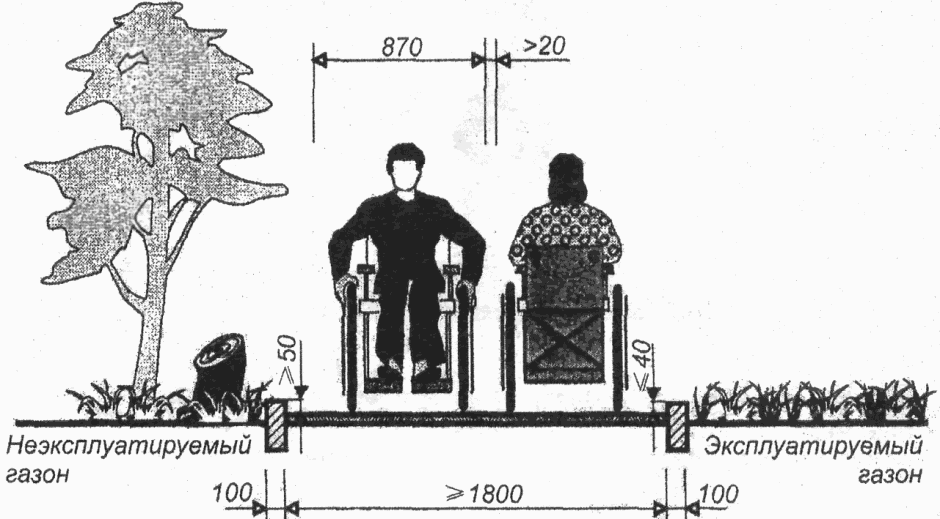 870 >20
⩾50
⩽40
Неэксплуатируемый
газон
Эксплуатируемый
газон
100 ⩾1800 100